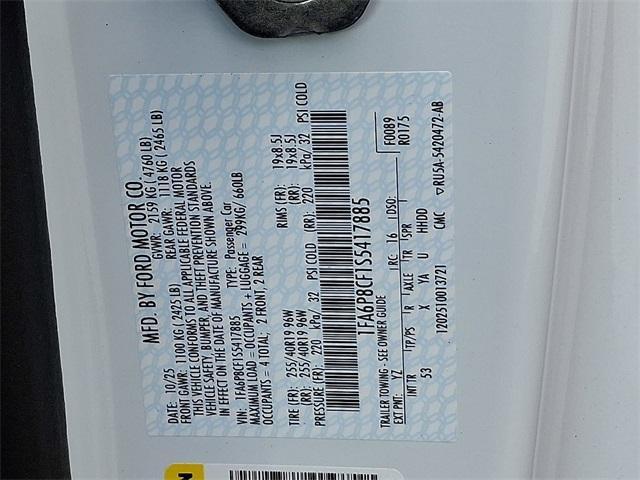 MFD. BY FORD MOTOR CO.
DATE: 10/25 GVWR: 2159 KG ( 4760 LB)
FRONT GAWR: 1100 KG ( 2425 LB) REAR GAWR: 1118 KG ( 2465 LB)
THIS VEHICLE CONFORMS TO ALL APPLICABLE FEDERAL MOTOR
VEHICLE SAFETY, BUMPER, AND THEFT PREVENTION STANDARDS
IN EFFECT ON THE DATE OF MANUFACTURE SHOWN ABOVE.
VIN: 1FA6P8CF1S5417885 TYPE: Passenger Car
MAXIMUM LOAD = OCCUPANTS + LUGGAGE = 299KG/ 660LB
OCCUPANTS = 4 TOTAL; 2 FRONT, 2 REAR
TIRE (FR): 255/40R19 96W RIMS (FR): 19x8.5J
(RR): 255/40R19 96W (RR): 19x8.5J
PRESSURE (FR): 220 kPa/ 32 PSI COLD (RR): 220 kPa/ 32 PSI COLD
1FA6P8CF1S5417885
F0089
R0175
TRAILER TOWING - SEE OWNER GUIDE
EXT PNT: YZ RC: 16 DSO:
INT TR TP/PS R AXLE TR SPR
53 X YA U HHDD
120251001372 1 CMC ▽RU5A-5420472-AB